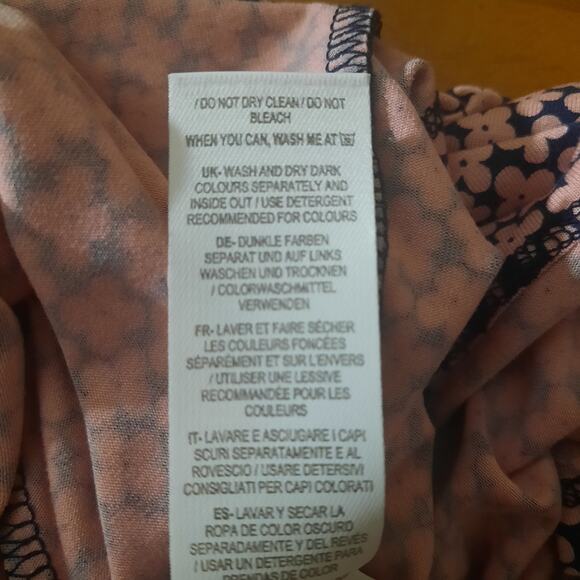 / DO NOT DRY CLEAN / DO NOT
BLEACH
WHEN YOU CAN, WASH ME AT
UK- WASH AND DRY DARK
COLOURS SEPARATELY AND
INSIDE OUT / USE DETERGENT
RECOMMENDED FOR COLOURS
DE- DUNKLE FARBEN
SEPARAT UND AUF LINKS
WASCHEN UND TROCKNEN
/ COLORWASCHMITTEL
VERWENDEN
FR- LAVER ET FAIRE SÉCHER
LES COULEURS FONCÉES
SÉPARÉMENT ET SUR L'ENVERS
/ UTILISER UNE LESSIVE
RECOMMANDÉE POUR LES
COULEURS
IT- LAVARE E ASCIUGARE I CAPI
SCURI SEPARATAMENTE E AL
ROVESCIO / USARE DETERSIVI
CONSIGLIATI PER CAPI COLORATI
ES- LAVAR Y SECAR LA
ROPA DE COLOR OSCURO
SEPARADAMENTE Y DEL REVÉS
/ USAR UN DETERGENTE PARA
PRENDAS DE COLOR